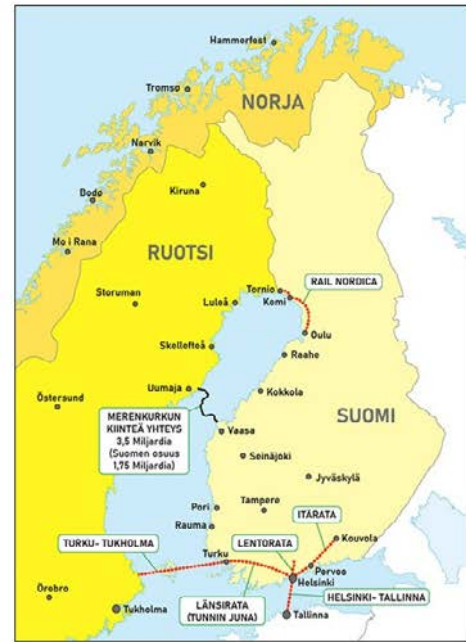 Hammerfest
Tromsø
NORJA
Narvik
Kiruna
Bodø
Mo i Rana
RUOTSI
Tornio
Kemi
RAIL NORDICA
Storuman
Luleå
Oulu
Skellefteå
Raahe
Uumaja
Kokkola
Östersund
MERENKURKUN
KIINTEÄ YHTEYS
3,5 Miljardia
(Suomen osuus
1,75 Miljardia)
SUOMI
Vaasa
Seinäjoki
Jyväskylä
ITÄRATA
Pori
Tampere
Rauma
LENTORATA
Kouvola
TURKU- TUKHOLMA
Turku
Porvoo
Helsinki
Örebro
Tukholma
LÄNSIRATA
(TUNNIN JUNA)
HELSINKI- TALLINNA
Tallinna